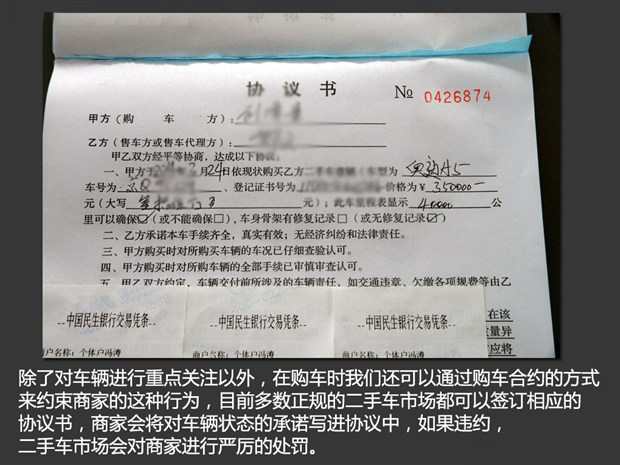 协 议 书 № 0426874
甲方(购 车 方):
乙方(售车方或售车代理方):
甲乙双方经平等协商,达成以下协议:
一、甲方于 月24日依现状购买乙方二手车壹辆(车型为 奥迪A5
车号为 、登记证书号为 价格为¥350000-
元(大写 元);此车里程表显示 40000 公
里可以确保☑(或不能确保□),车身骨架有修复记录□(或无修复记录☑)
二、乙方承诺本车手续齐全,真实有效;无经济纠纷和法律责任。
三、甲方购买时对所购买车辆的车况已仔细查验认可。
四、甲方购买时对所购车辆的全部手续已审慎审查认可。
五、甲乙双方约定,车辆交付前所涉及的车辆责任,如交通违章、欠缴各项规费等由乙
在该
--中国民生银行交易凭条-- --中国民生银行交易凭条-- --中国民生银行交易凭条--
量异
应将
商户名称:个体户冯涛 商户名称:个体户冯涛 商户名称:个体户冯涛
除了对车辆进行重点关注以外,在购车时我们还可以通过购车合约的方式
来约束商家的这种行为,目前多数正规的二手车市场都可以签订相应的
协议书,商家会将对车辆状态的承诺写进协议中,如果违约,
二手车市场会对商家进行严厉的处罚。